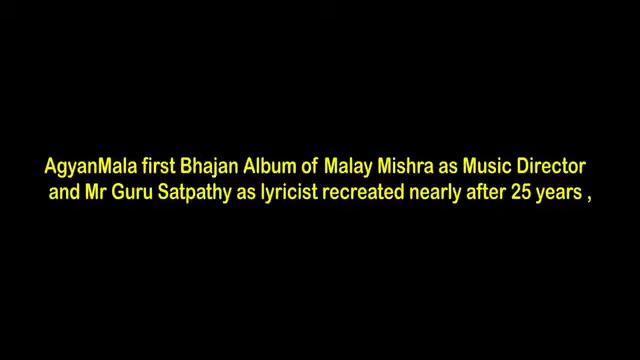 AgyanMala first Bhajan Album of Malay Mishra as Music Director
and Mr Guru Satpathy as lyricist recreated nearly after 25 years ,